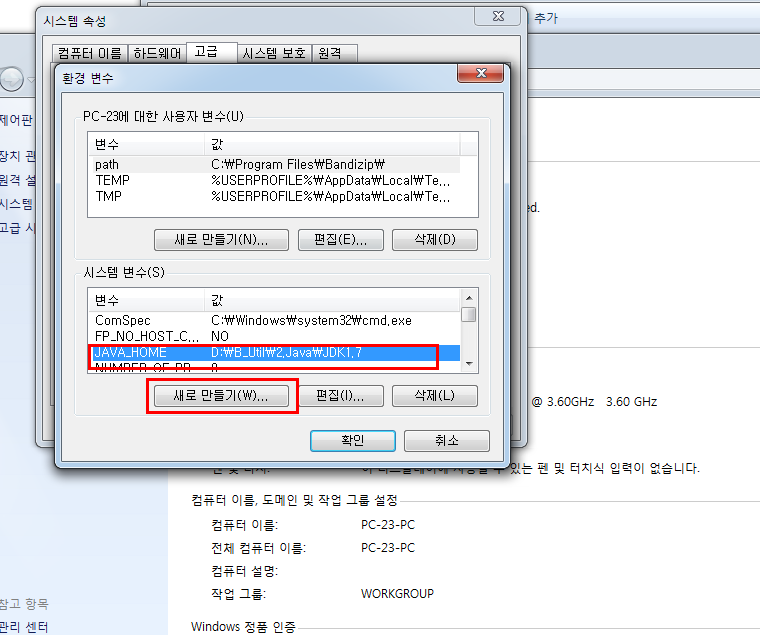 시스템 속성
추가
컴퓨터 이름 하드웨어 고급 시스템 보호 원격
환경 변수
제어판
장치 관
원격 설
시스템
고급 시
PC-23에 대한 사용자 변수(U)
변수 값
path C:₩Program Files₩Bandizip₩
TEMP %USERPROFILE%₩AppData₩Local₩Te...
TMP %USERPROFILE%₩AppData₩Local₩Te...
ed.
새로 만들기(N)... 편집(E)... 삭제(D)
시스템 변수(S)
변수 값
ComSpec C:₩Windows₩system32₩cmd.exe
FP_NO_HOST_C... NO
JAVA_HOME D:₩B_Util₩2.Java₩JDK1.7
NUMBER_OF_PR... 8
새로 만들기(W)... 편집(I)... 삭제(L)
@ 3.60GHz 3.60 GHz
확인 취소
있는 펜 및 터치식 입력이 없습니다.
컴퓨터 이름, 도메인 및 작업 그룹 설정
컴퓨터 이름: PC-23-PC
전체 컴퓨터 이름: PC-23-PC
컴퓨터 설명:
작업 그룹: WORKGROUP
참고 항목
관리 센터
Windows 정품 인증